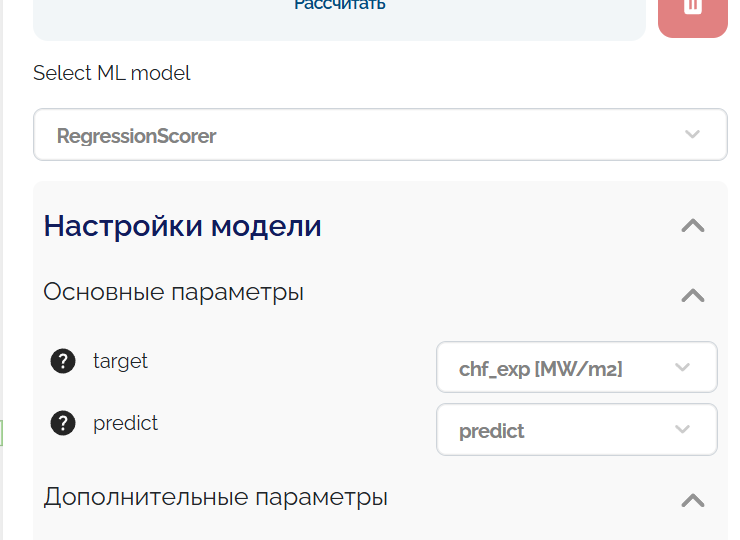 Рассчитать
Select ML model
RegressionScorer
Настройки модели
Основные параметры
? target
chf_exp [MW/m2]
? predict
predict
Дополнительные параметры